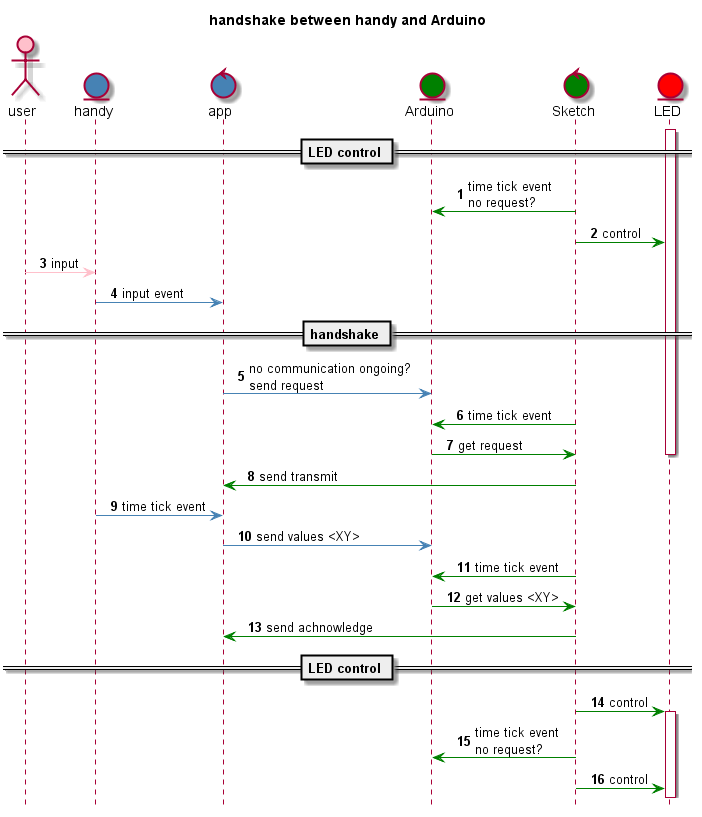 handshake between handy and Arduino
user
handy
app
Arduino
Sketch
LED
LED control
1 time tick event
no request?
2 control
3 input
4 input event
handshake
5 no communication ongoing?
send request
6 time tick event
7 get request
8 send transmit
9 time tick event
10 send values <XY>
11 time tick event
12 get values <XY>
13 send achnowledge
LED control
14 control
15 time tick event
no request?
16 control